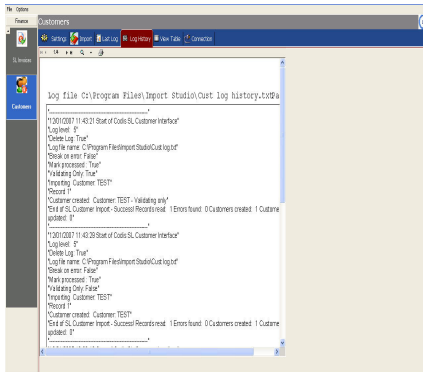 File Options
Finance
Customers
Settings Import Last Log Log History View Table Connection
1/4
SL Invoices
Customers
Log file C:\Program Files\Import Studio\Cust log history.txtPa
"-----------------------------------------"
"12/01/2007 11:43:21 Start of Codis SL Customer Interface"
"Log level: 5"
"Delete Log: True"
"Log file name: C:\Program Files\Import Studio\Cust log.txt"
"Break on error: False"
"Mark processed : True"
"Validating Only: True"
"Importing Customer: TEST"
"Record 1"
"Customer created: Customer: TEST - Validating only"
"End of SL Customer Import - Success! Records read: 1 Errors found: 0 Customers created: 1 Custome
updated: 0"
"-----------------------------------------"
"12/01/2007 11:43:29 Start of Codis SL Customer Interface"
"Log level: 5"
"Delete Log: True"
"Log file name: C:\Program Files\Import Studio\Cust log.txt"
"Break on error: False"
"Mark processed : True"
"Validating Only: False"
"Importing Customer: TEST"
"Record 1"
"Customer created: Customer: TEST"
"End of SL Customer Import - Success! Records read: 1 Errors found: 0 Customers created: 1 Custome
updated: 0"
"-----------------------------------------"